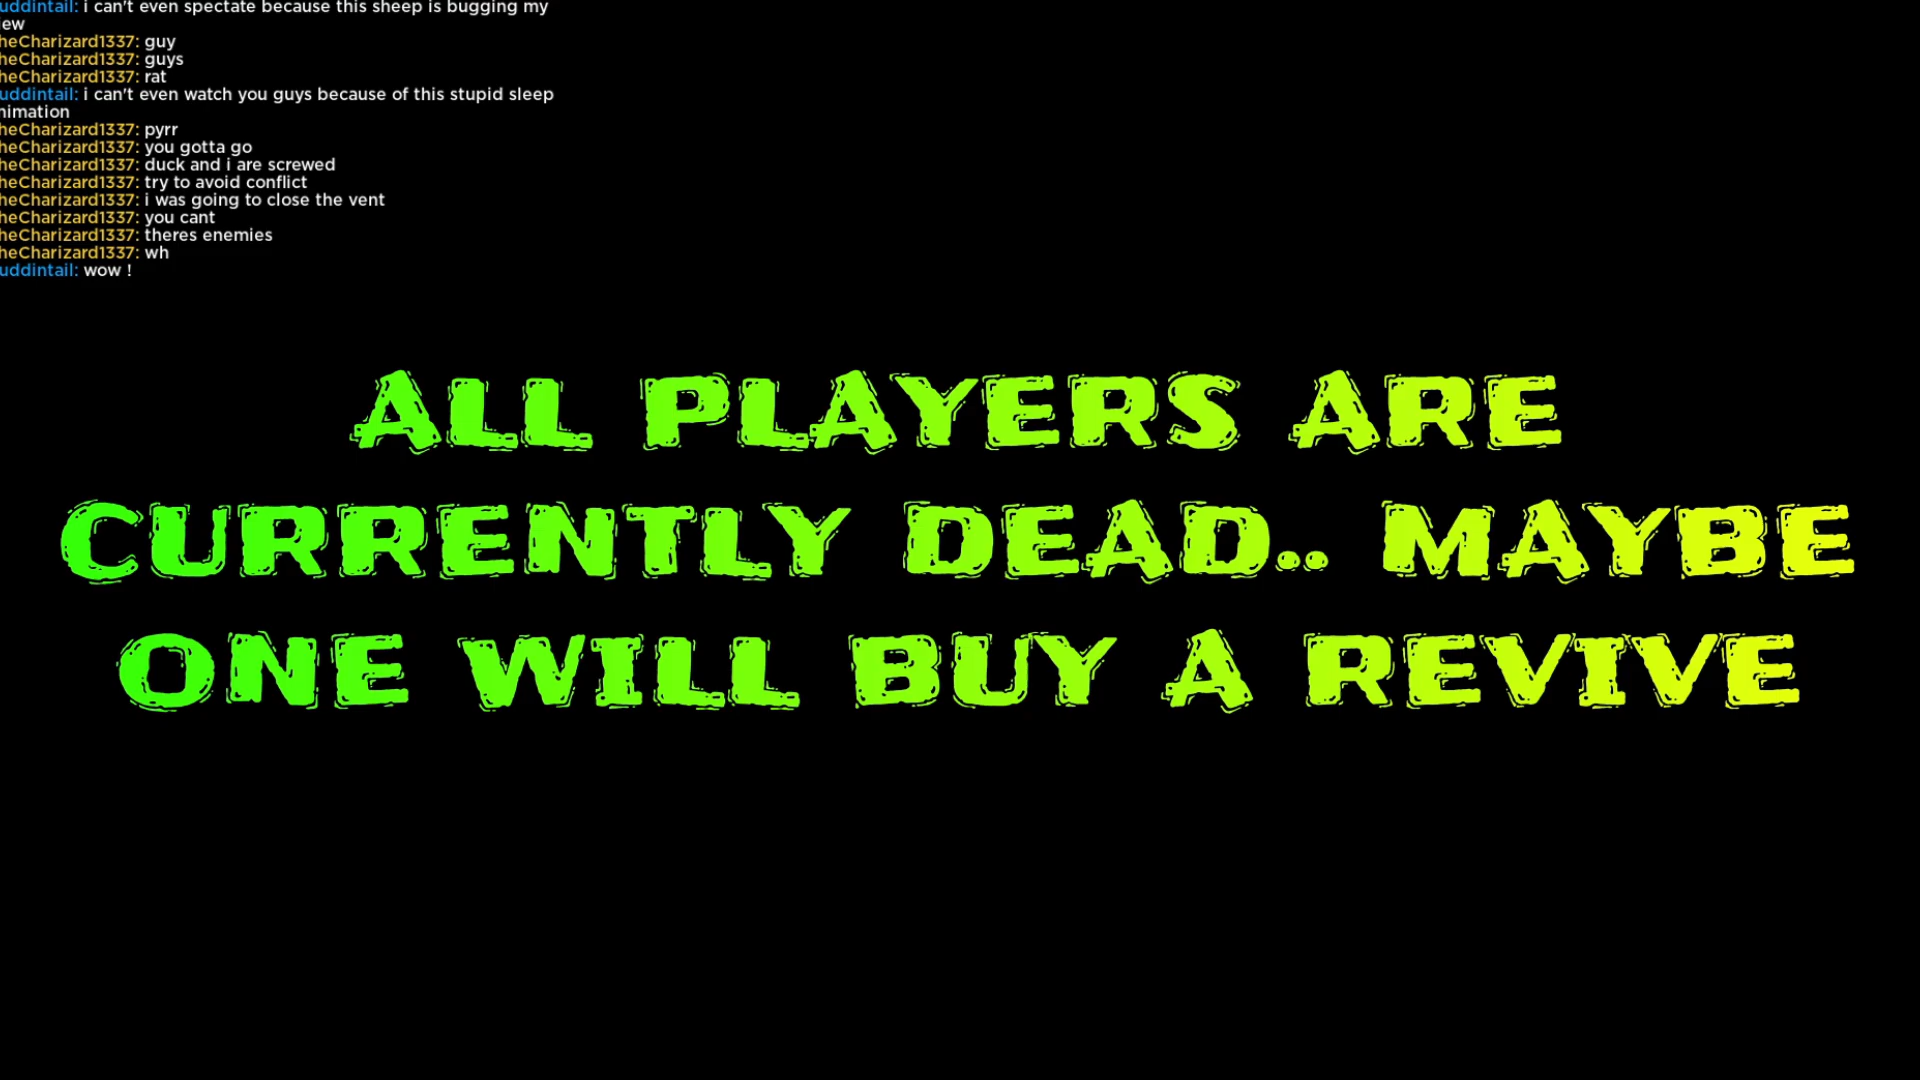 uddintail: i can't even spectate because this sheep is bugging my
iew
heCharizard1337: guy
heCharizard1337: guys
heCharizard1337: rat
uddintail: i can't even watch you guys because of this stupid sleep
nimation
heCharizard1337: pyrr
heCharizard1337: you gotta go
heCharizard1337: duck and i are screwed
heCharizard1337: try to avoid conflict
heCharizard1337: i was going to close the vent
heCharizard1337: you cant
heCharizard1337: theres enemies
heCharizard1337: wh
uddintail: wow !
ALL PLAYERS ARE
CURRENTLY DEAD.. MAYBE
ONE WILL BUY A REVIVE